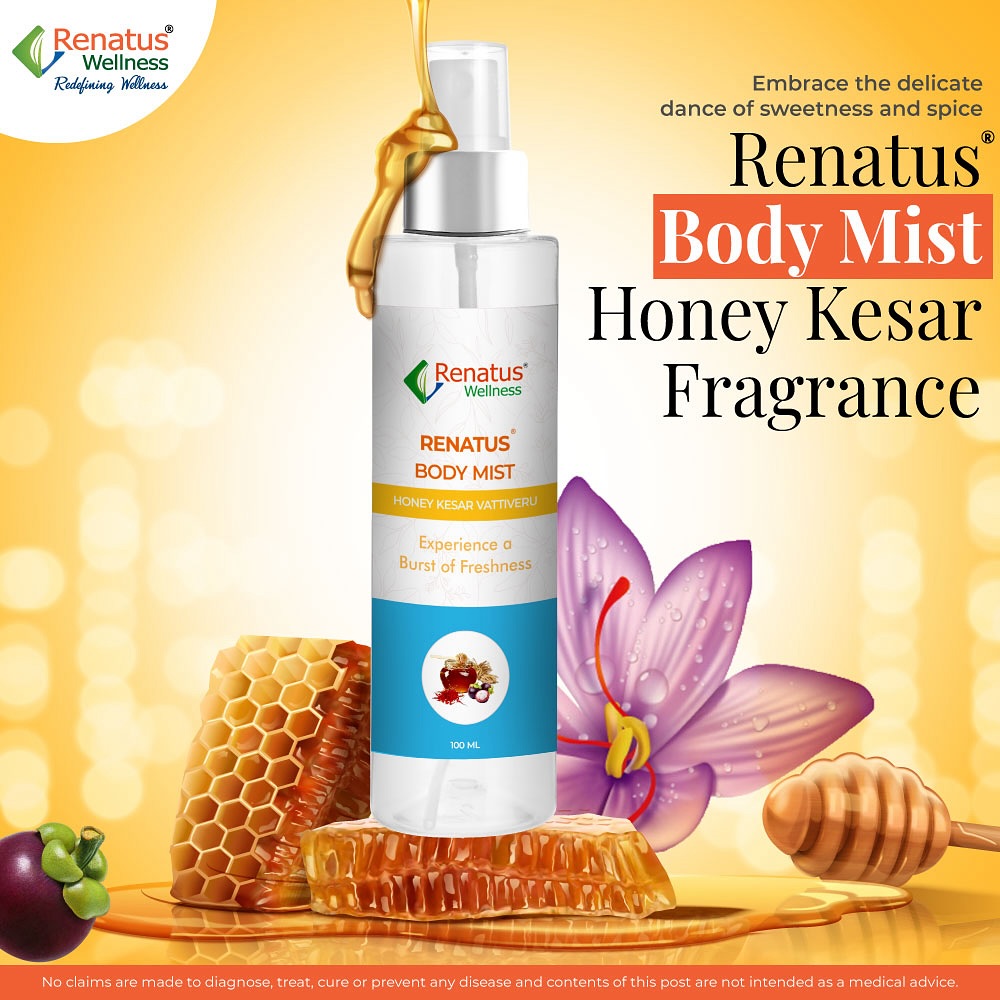 Renatus®
Wellness
Redefining Wellness
Embrace the delicate
dance of sweetness and spice
Renatus®
Body Mist
Honey Kesar
Fragrance
Renatus®
Wellness
RENATUS®
BODY MIST
HONEY KESAR VATTIVERU
Experience a
Burst of Freshness
100 ML
No claims are made to diagnose, treat, cure or prevent any disease and contents of this post are not intended as a medical advice.